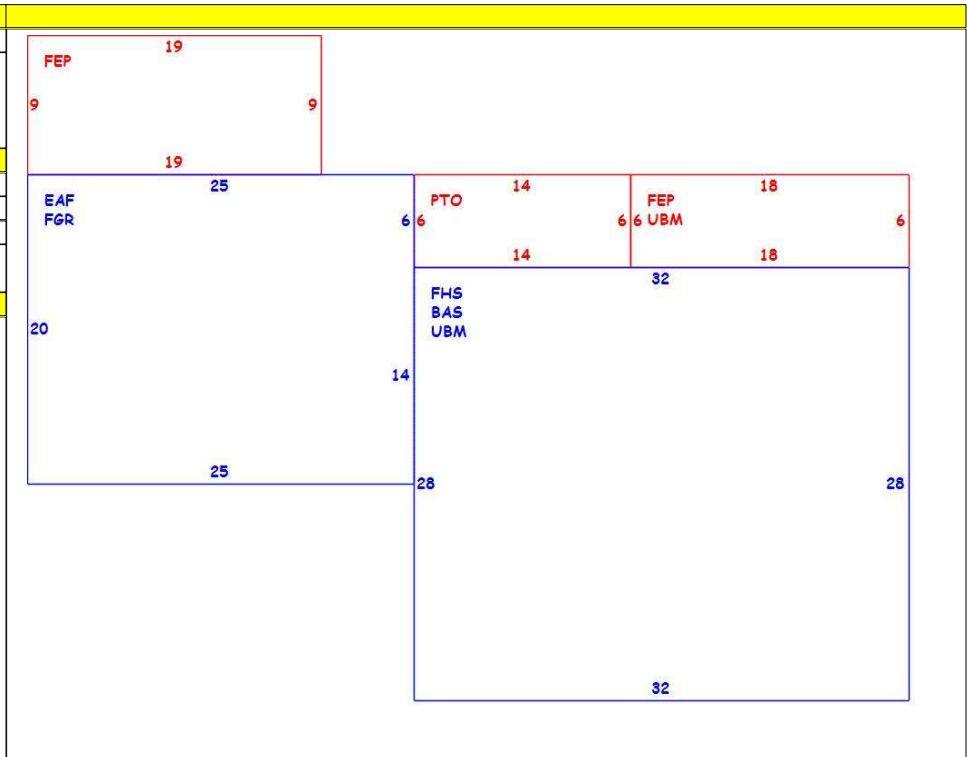 19
FEP
9 9
19
25 14 18
EAF PTO FEP
FGR 6 6 6 6 UBM 6
14 18
32
FHS
BAS
20 UBM
14
25
28 28
32